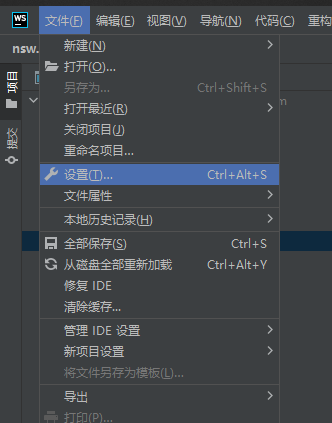 WS 文件(F) 编辑(E) 视图(V) 导航(N) 代码(C) 重构
nsw.
项目
提交
新建(N)
打开(O)...
另存为... Ctrl+Shift+S
打开最近(R)
关闭项目(J)
重命名项目...
设置(T)... Ctrl+Alt+S
文件属性
本地历史记录(H)
全部保存(S) Ctrl+S
从磁盘全部重新加载 Ctrl+Alt+Y
修复 IDE
清除缓存...
管理 IDE 设置
新项目设置
将文件另存为模板(L)...
导出
打印(P)...